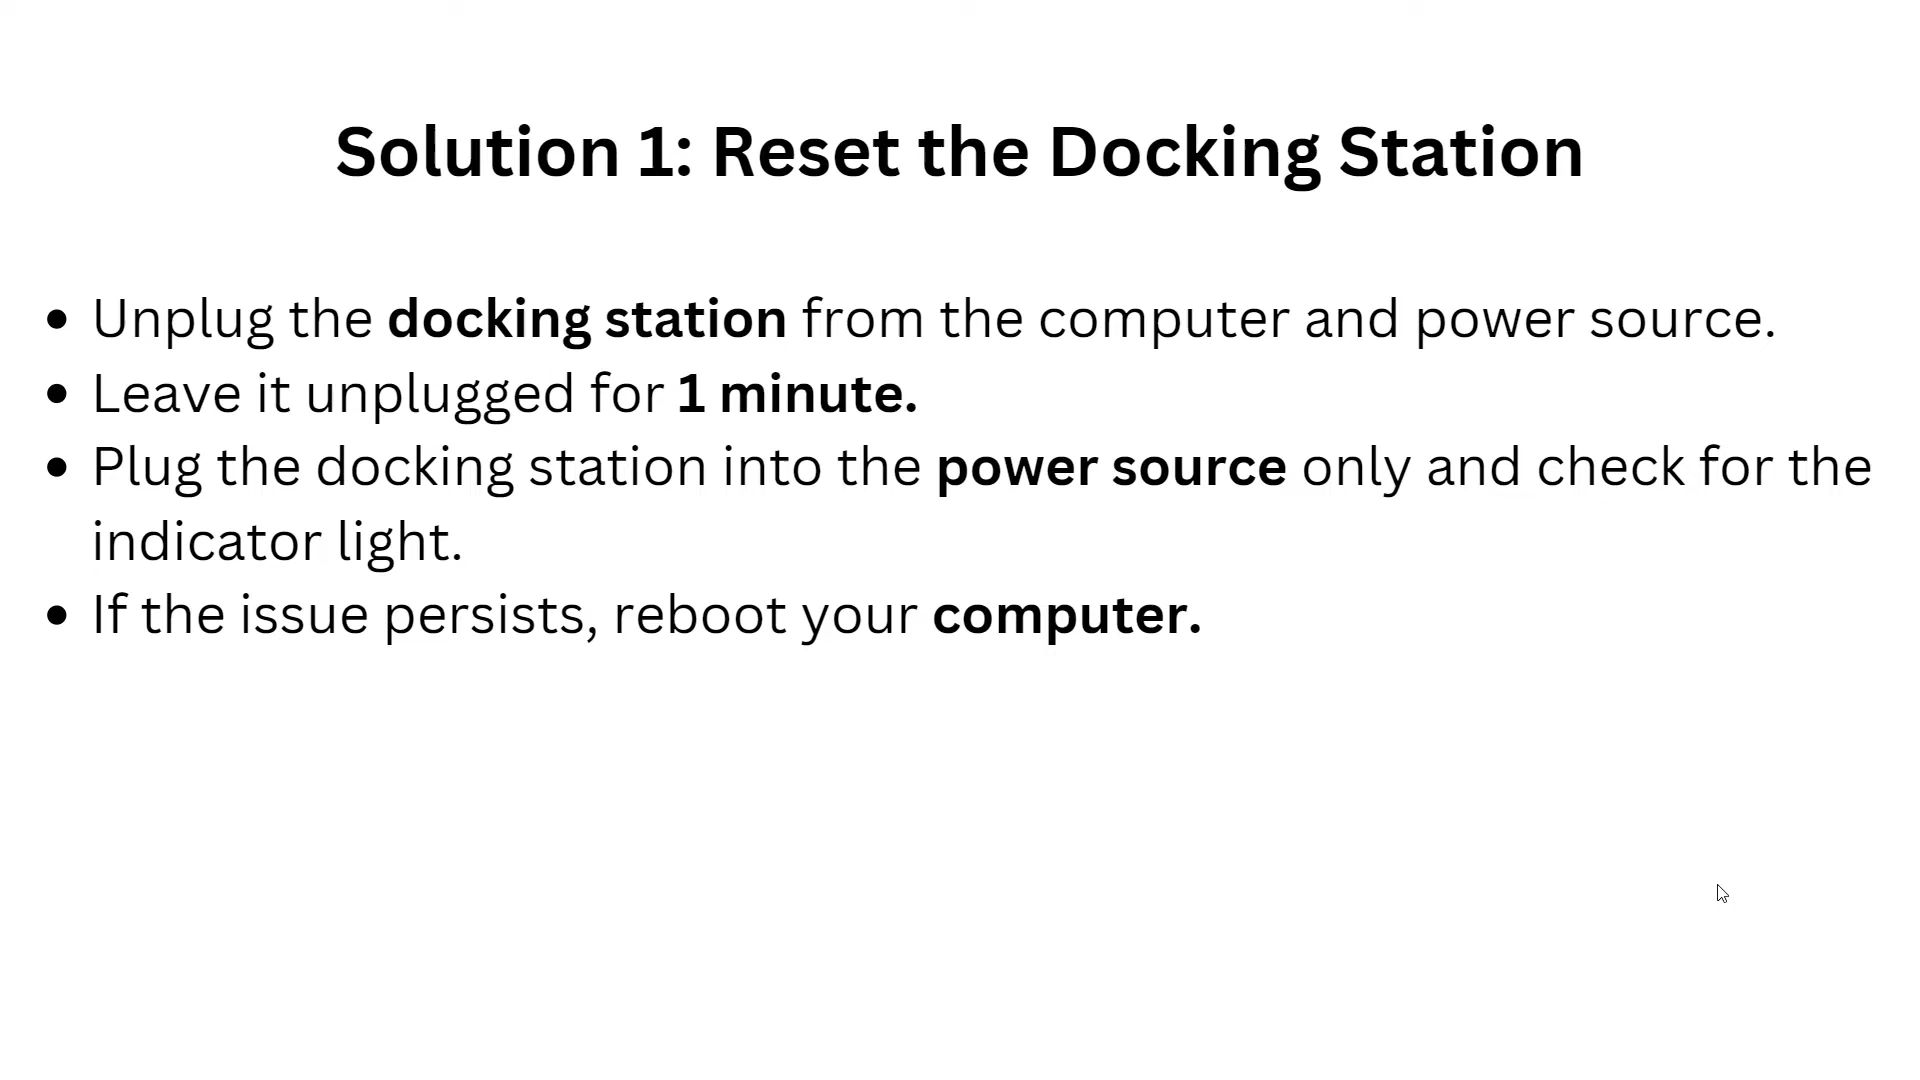 Solution 1: Reset the Docking Station
• Unplug the docking station from the computer and power source.
• Leave it unplugged for 1 minute.
• Plug the docking station into the power source only and check for the
indicator light.
• If the issue persists, reboot your computer.